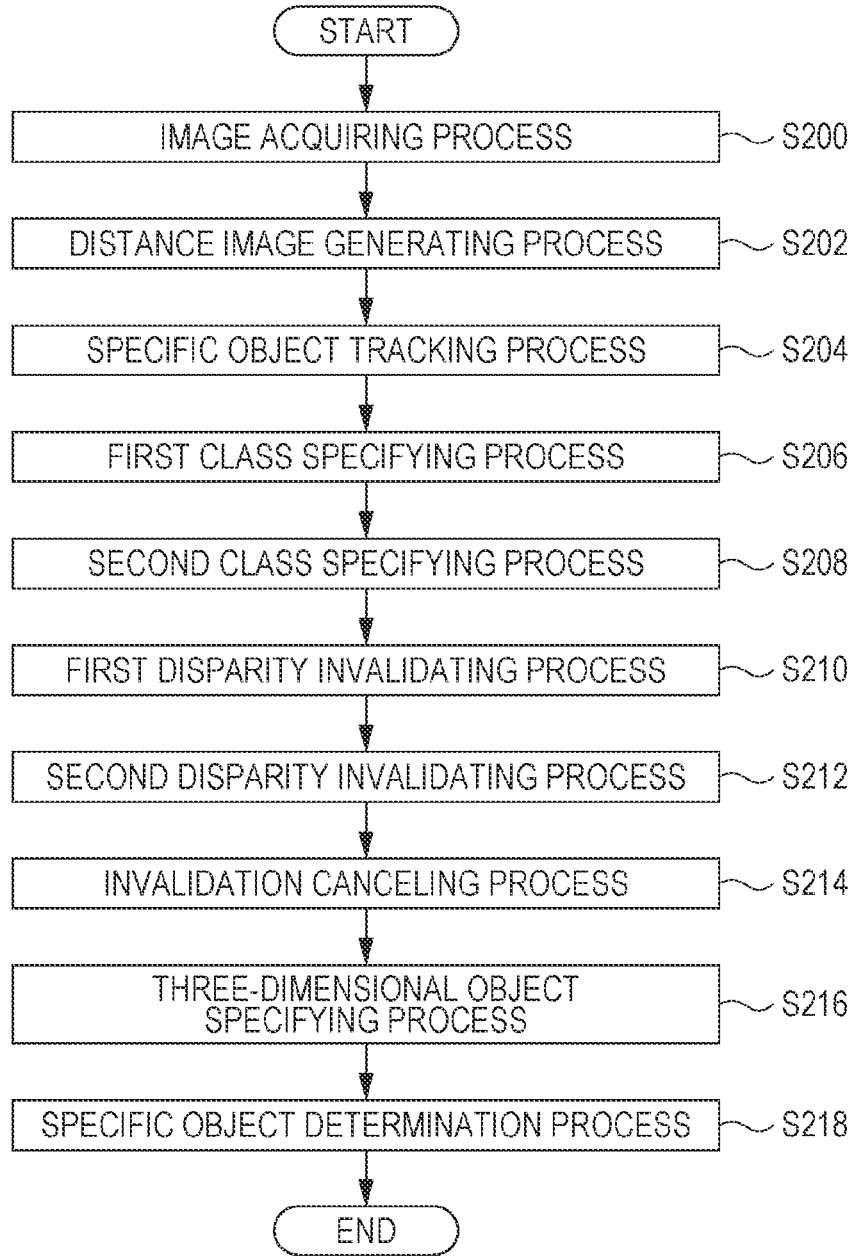 START
IMAGE ACQUIRING PROCESS
S200
DISTANCE IMAGE GENERATING PROCESS
S202
SPECIFIC OBJECT TRACKING PROCESS
S204
FIRST CLASS SPECIFYING PROCESS
S206
SECOND CLASS SPECIFYING PROCESS
S208
FIRST DISPARITY INVALIDATING PROCESS
S210
SECOND DISPARITY INVALIDATING PROCESS
S212
INVALIDATION CANCELING PROCESS
S214
THREE-DIMENSIONAL OBJECT
SPECIFYING PROCESS
S216
SPECIFIC OBJECT DETERMINATION PROCESS
S218
END